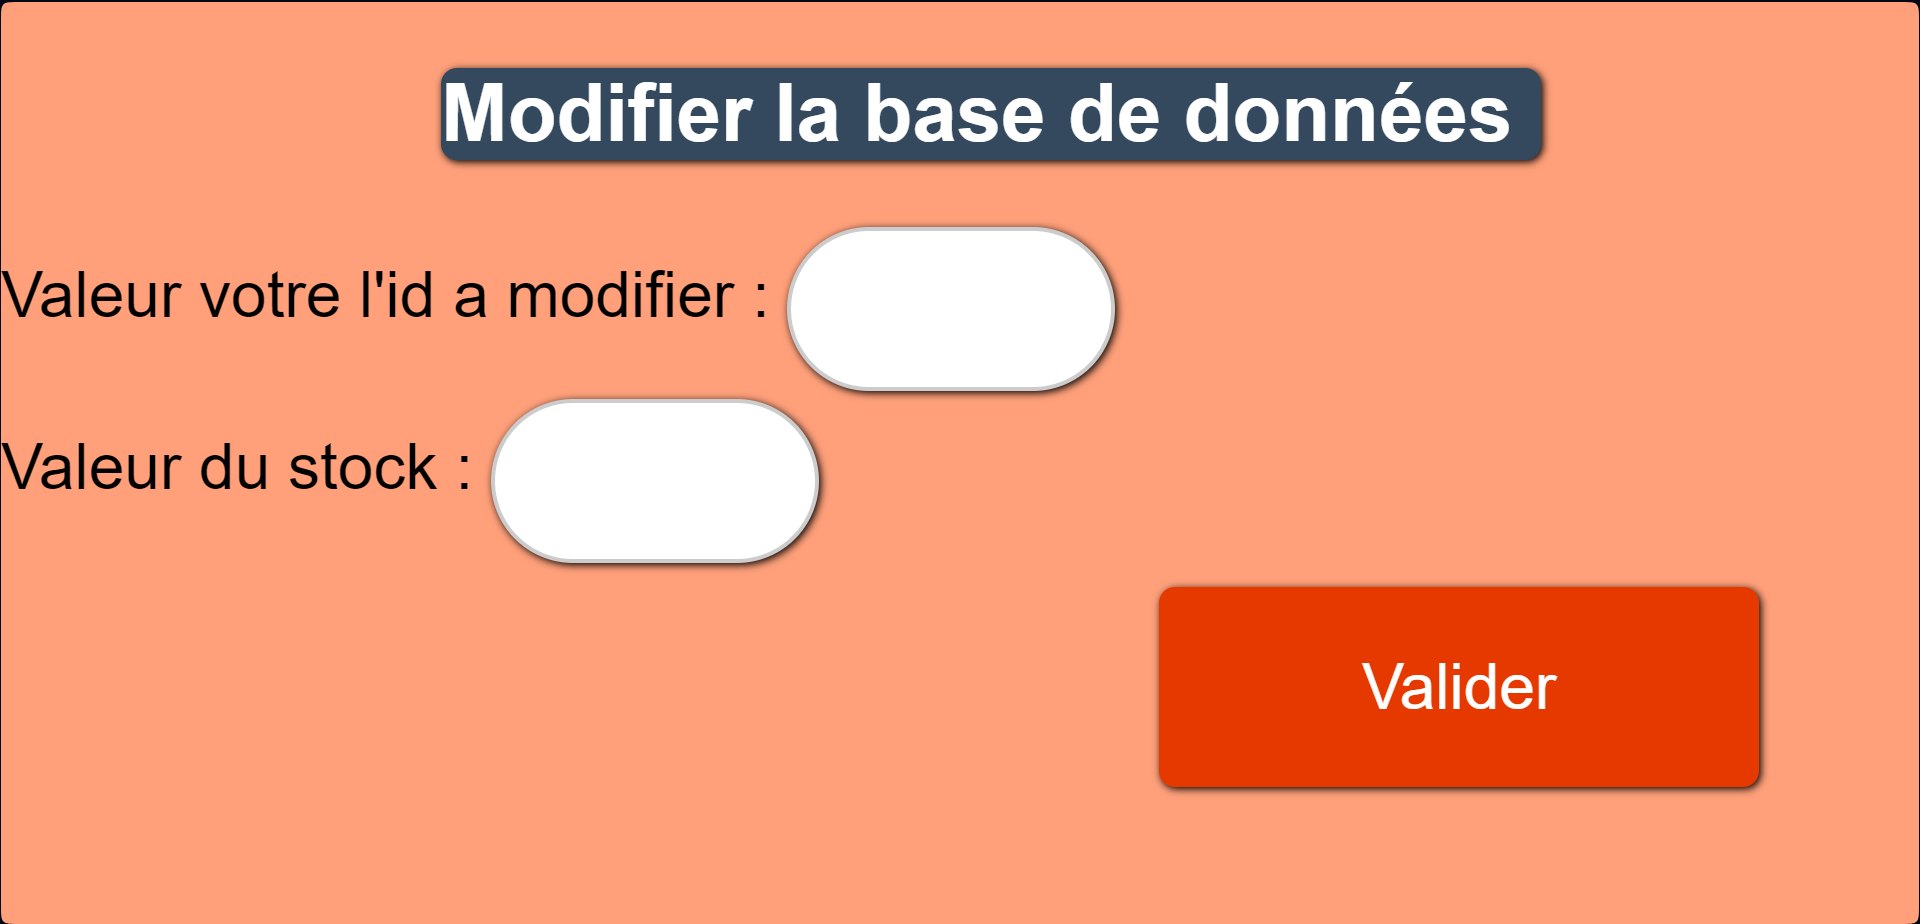 Modifier la base de données
Valeur votre l'id a modifier :
Valeur du stock :
Valider